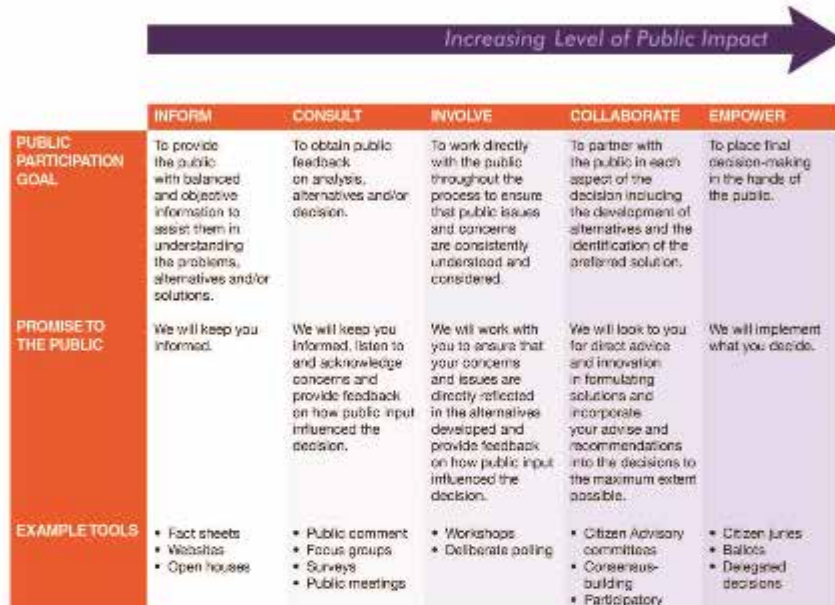 Increasing Level of Public Impact
INFORM
CONSULT
INVOLVE
COLLABORATE
EMPOWER
PUBLIC
PARTICIPATION
GOAL
To provide
the public
with balanced
and objective
information to
assist them in
understanding
the problems,
alternatives and/or
solutions.
To obtain public
feedback
on analysis,
alternatives and/or
decision.
To work directly
with the public
throughout the
process to ensure
that public issues
and concerns
are consistently
understood and
considered.
To partner with
the public in each
aspect of the
decision including
the development of
alternatives and the
identification of the
preferred solution.
To place final
decision-making
in the hands of
the public.
PROMISE TO
THE PUBLIC
We will keep you
informed.
We will keep you
informed, listen to
and acknowledge
concerns and
provide feedback
on how public input
influenced the
decision.
We will work with
you to ensure that
your concerns
and issues are
directly reflected
in the alternatives
developed and
provide feedback
on how public input
influenced the
decision.
We will look to you
for direct advice
and innovation
in formulating
solutions and
incorporate
your advise and
recommendations
into the decisions to
the maximum extent
possible.
We will implement
what you decide.
EXAMPLE TOOLS
• Fact sheets
• Websites
• Open houses
• Public comment
• Focus groups
• Surveys
• Public meetings
• Workshops
• Deliberate polling
• Citizen Advisory
committees
• Consensus-
building
• Participatory
• Citizen juries
• Ballots
• Delegated
decisions